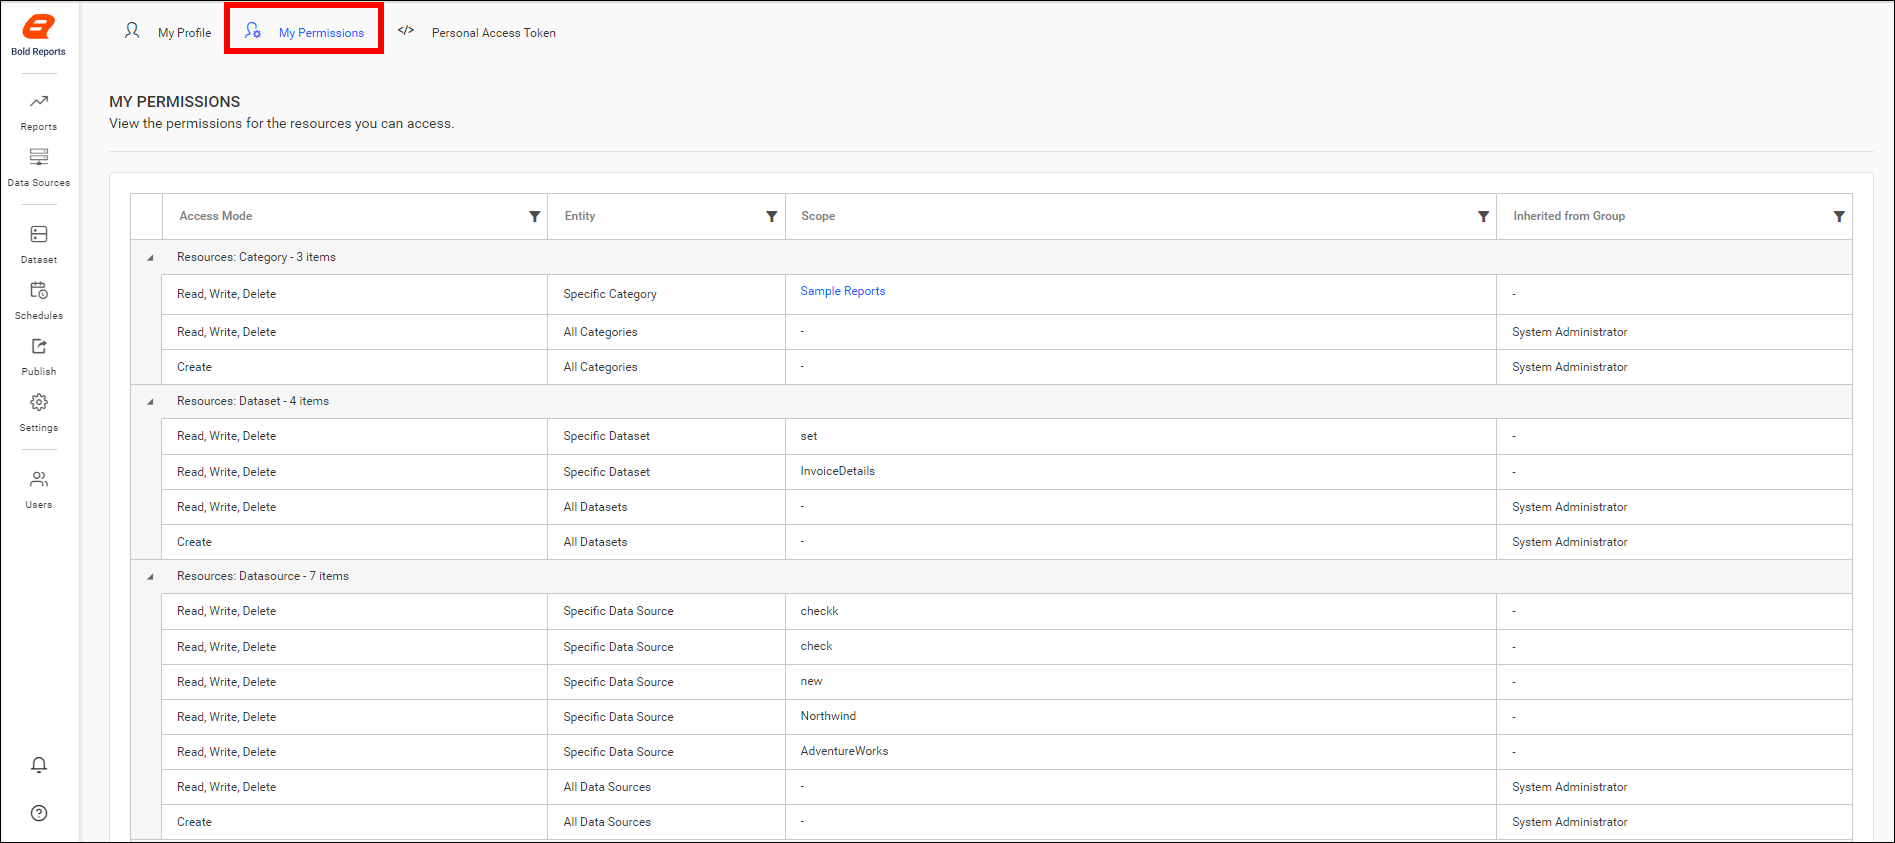 My Profile My Permissions </> Personal Access Token
Bold Reports
Reports
Data Sources
Dataset
Schedules
Publish
Settings
Users
MY PERMISSIONS
View the permissions for the resources you can access.
Access Mode Entity Scope Inherited from Group
Resources: Category - 3 items
Read, Write, Delete Specific Category Sample Reports -
Read, Write, Delete All Categories - System Administrator
Create All Categories - System Administrator
Resources: Dataset - 4 items
Read, Write, Delete Specific Dataset set -
Read, Write, Delete Specific Dataset InvoiceDetails -
Read, Write, Delete All Datasets - System Administrator
Create All Datasets - System Administrator
Resources: Datasource - 7 items
Read, Write, Delete Specific Data Source checkk -
Read, Write, Delete Specific Data Source check -
Read, Write, Delete Specific Data Source new -
Read, Write, Delete Specific Data Source Northwind -
Read, Write, Delete Specific Data Source AdventureWorks -
Read, Write, Delete All Data Sources - System Administrator
Create All Data Sources - System Administrator